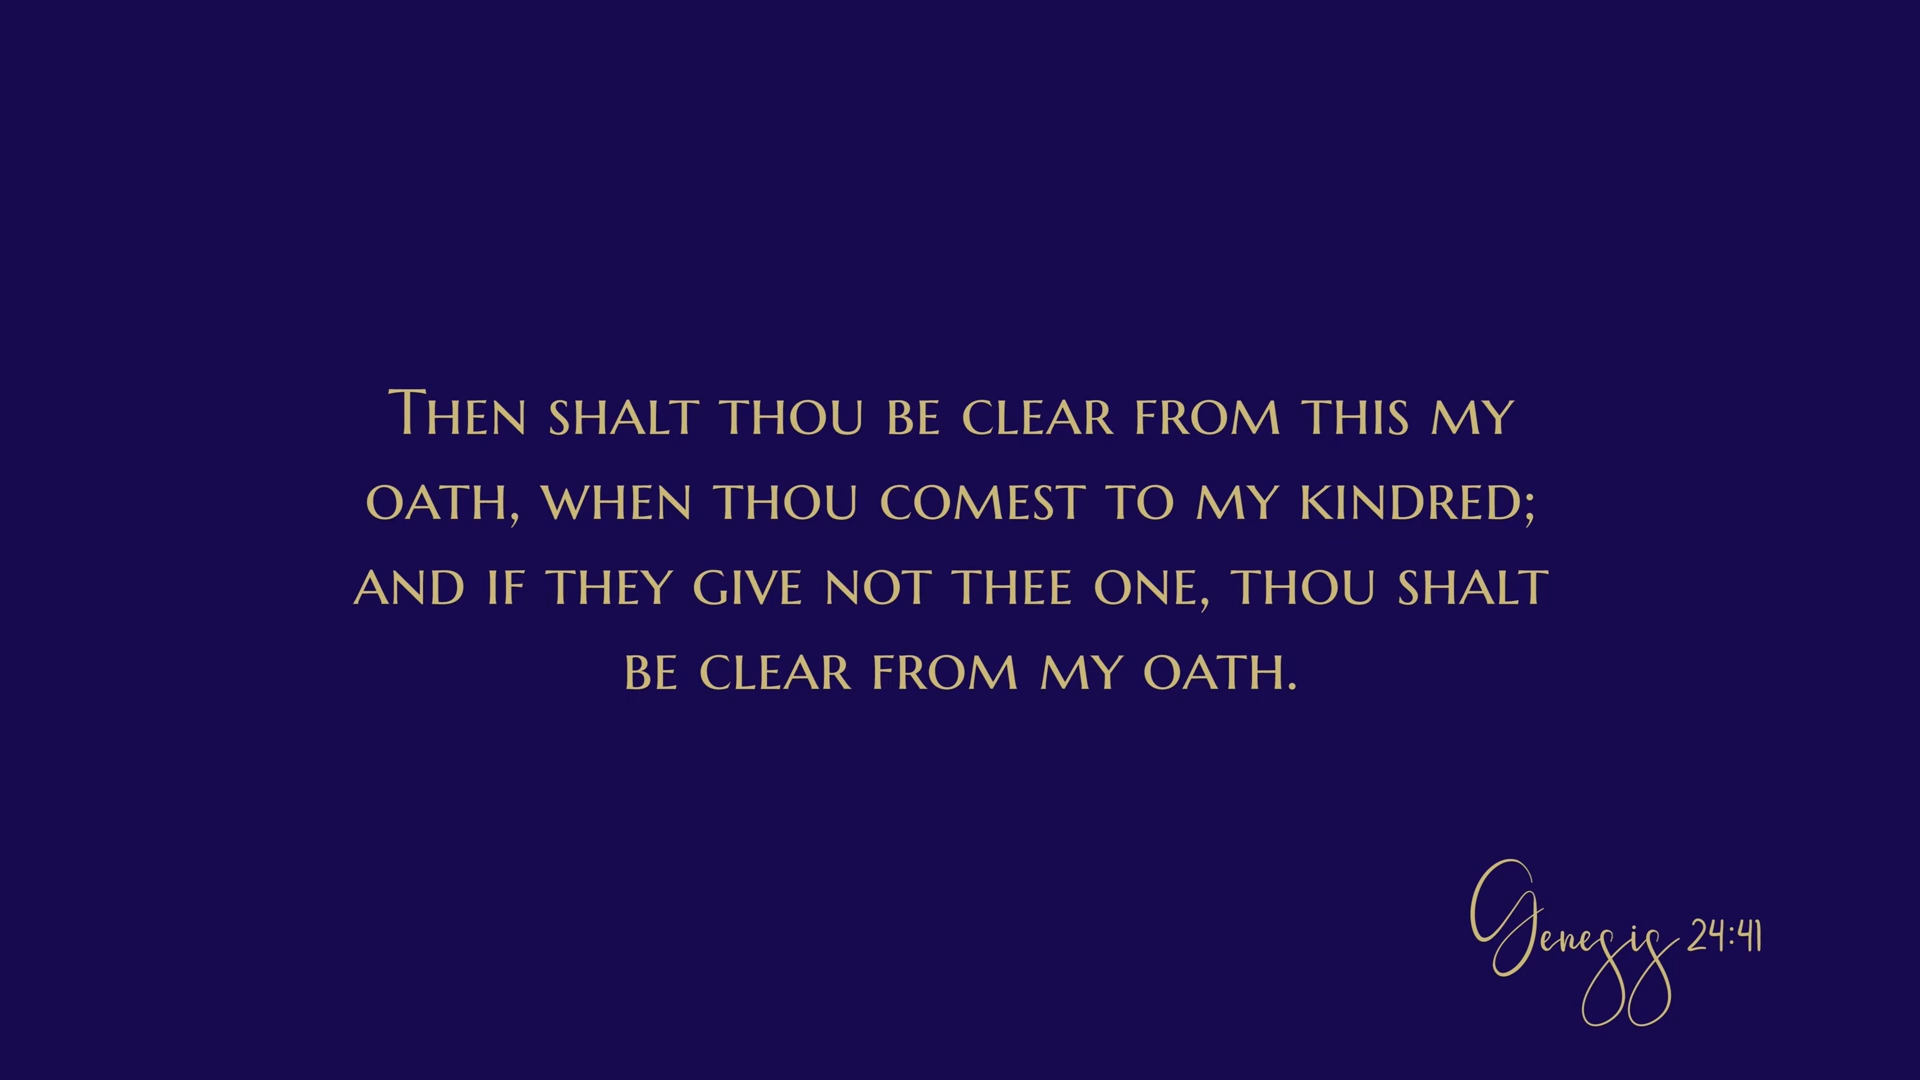 Then shalt thou be clear from this my
oath, when thou comest to my kindred;
and if they give not thee one, thou shalt
be clear from my oath.
Genesis 24:41